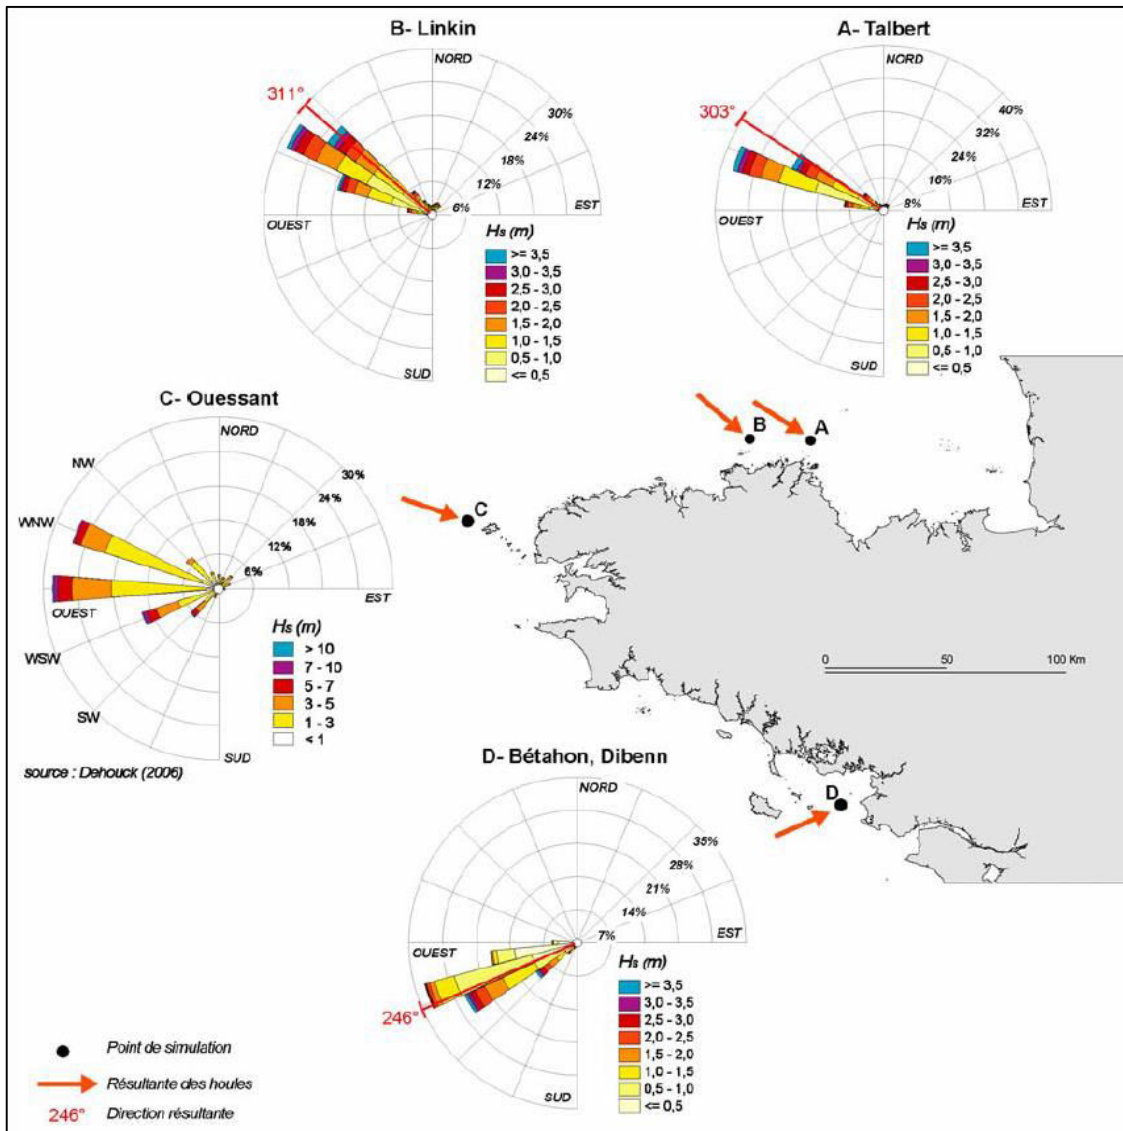 B- Linkin
NORD
311°
30%
24%
18%
12%
6%
EST
OUEST
SUD
Hs (m)
>= 3,5
3,0 - 3,5
2,5 - 3,0
2,0 - 2,5
1,5 - 2,0
1,0 - 1,5
0,5 - 1,0
<= 0,5
A- Talbert
NORD
303°
40%
32%
24%
16%
8%
EST
OUEST
SUD
Hs (m)
>= 3,5
3,0 - 3,5
2,5 - 3,0
2,0 - 2,5
1,5 - 2,0
1,0 - 1,5
0,5 - 1,0
<= 0,5
C- Ouessant
NORD
NW
WNW
OUEST
WSW
SW
SUD
30%
24%
18%
12%
6%
EST
Hs (m)
> 10
7 - 10
5 - 7
3 - 5
1 - 3
< 1
source : Dehouck (2006)
B
A
C
D
0
50
100 Km
D- Bétahon, Dibenn
NORD
35%
28%
21%
14%
7%
EST
OUEST
246°
SUD
Hs (m)
>= 3,5
3,0 - 3,5
2,5 - 3,0
2,0 - 2,5
1,5 - 2,0
1,0 - 1,5
0,5 - 1,0
<= 0,5
Point de simulation
Résultante des houles
246° Direction résultante